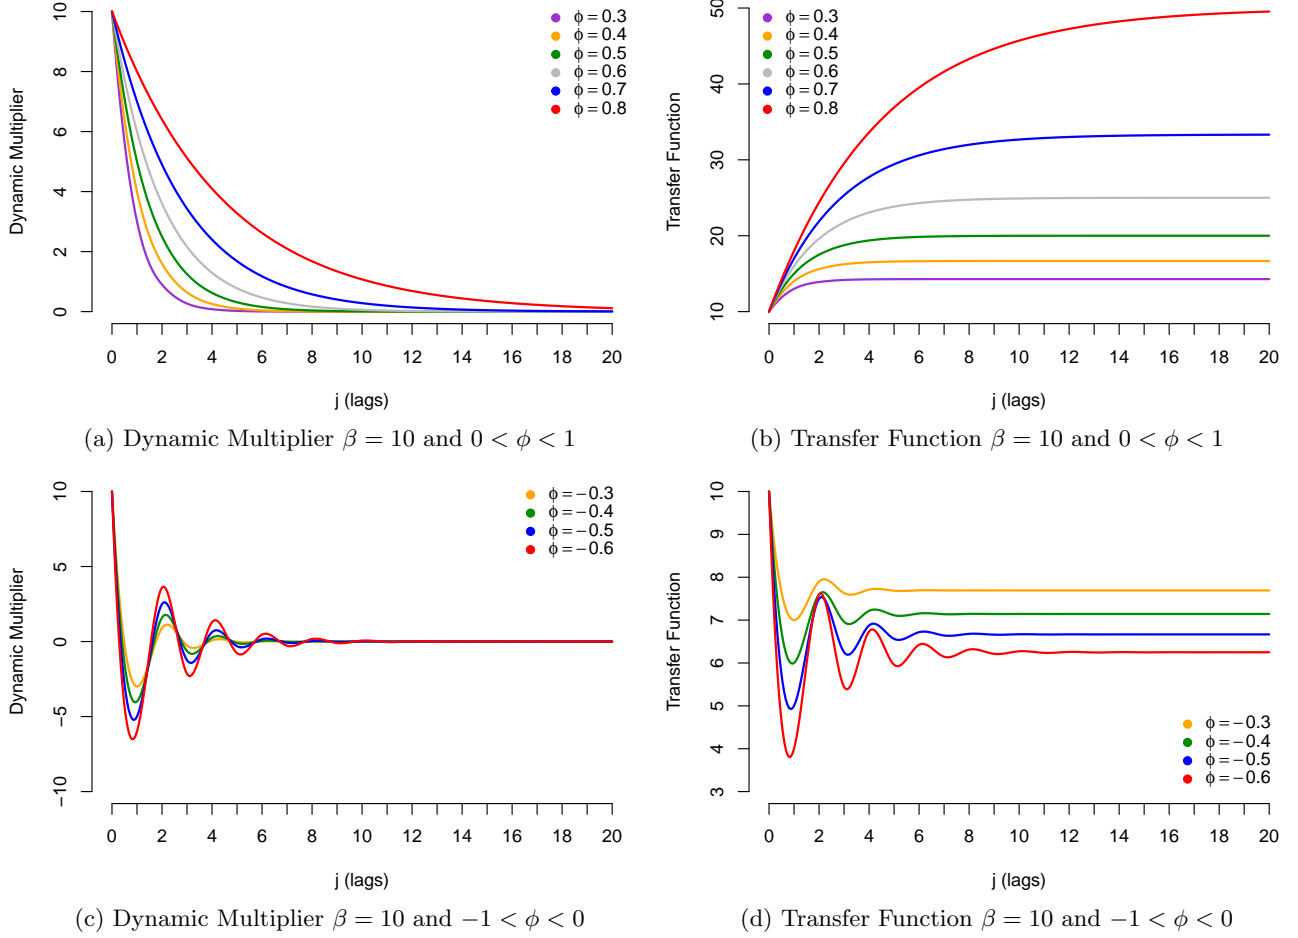 Dynamic Multiplier
10
8
6
4
2
0
0 2 4 6 8 10 12 14 16 18 20
j (lags)
ϕ = 0.3
ϕ = 0.4
ϕ = 0.5
ϕ = 0.6
ϕ = 0.7
ϕ = 0.8
(a) Dynamic Multiplier β = 10 and 0 < ϕ < 1
Transfer Function
50
40
30
20
10
0 2 4 6 8 10 12 14 16 18 20
j (lags)
ϕ = 0.3
ϕ = 0.4
ϕ = 0.5
ϕ = 0.6
ϕ = 0.7
ϕ = 0.8
(b) Transfer Function β = 10 and 0 < ϕ < 1
Dynamic Multiplier
10
5
0
−5
−10
0 2 4 6 8 10 12 14 16 18 20
j (lags)
ϕ = −0.3
ϕ = −0.4
ϕ = −0.5
ϕ = −0.6
(c) Dynamic Multiplier β = 10 and −1 < ϕ < 0
Transfer Function
10
9
8
7
6
5
4
3
0 2 4 6 8 10 12 14 16 18 20
j (lags)
ϕ = −0.3
ϕ = −0.4
ϕ = −0.5
ϕ = −0.6
(d) Transfer Function β = 10 and −1 < ϕ < 0